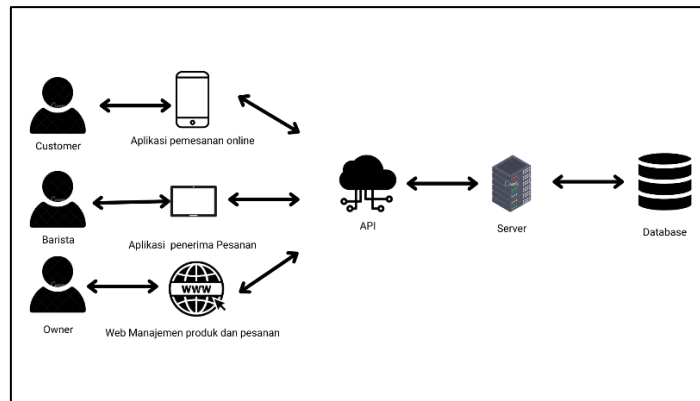 Customer
Aplikasi pemesanan online
Barista
Aplikasi penerima Pesanan
Owner
WWW
Web Manajemen produk dan pesanan
API
Server
Database